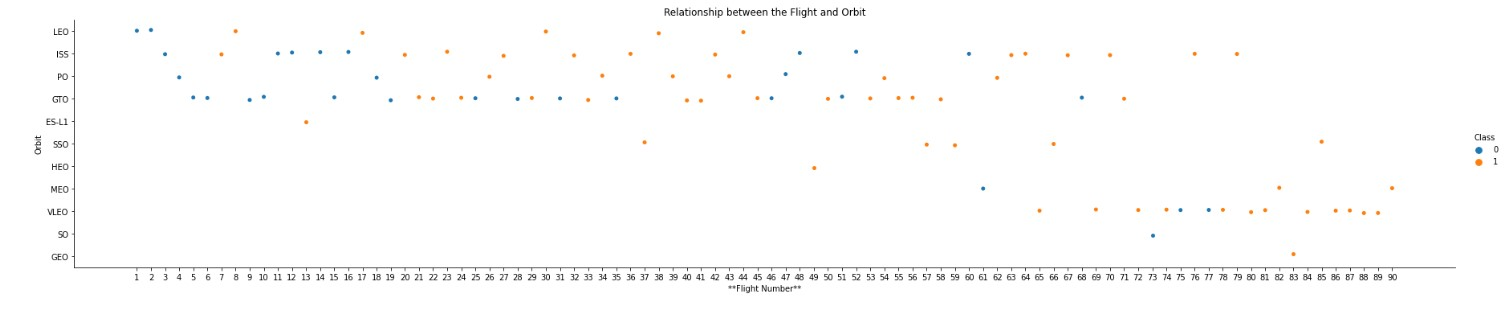 Relationship between the Flight and Orbit
LEO
ISS
PO
GTO
ES-L1
SSO
HEO
MEO
VLEO
SO
GEO
Orbit
1 2 3 4 5 6 7 8 9 10 11 12 13 14 15 16 17 18 19 20 21 22 23 24 25 26 27 28 29 30 31 32 33 34 35 36 37 38 39 40 41 42 43 44 45 46 47 48 49 50 51 52 53 54 55 56 57 58 59 60 61 62 63 64 65 66 67 68 69 70 71 72 73 74 75 76 77 78 79 80 81 82 83 84 85 86 87 88 89 90
**Flight Number**
Class
0
1